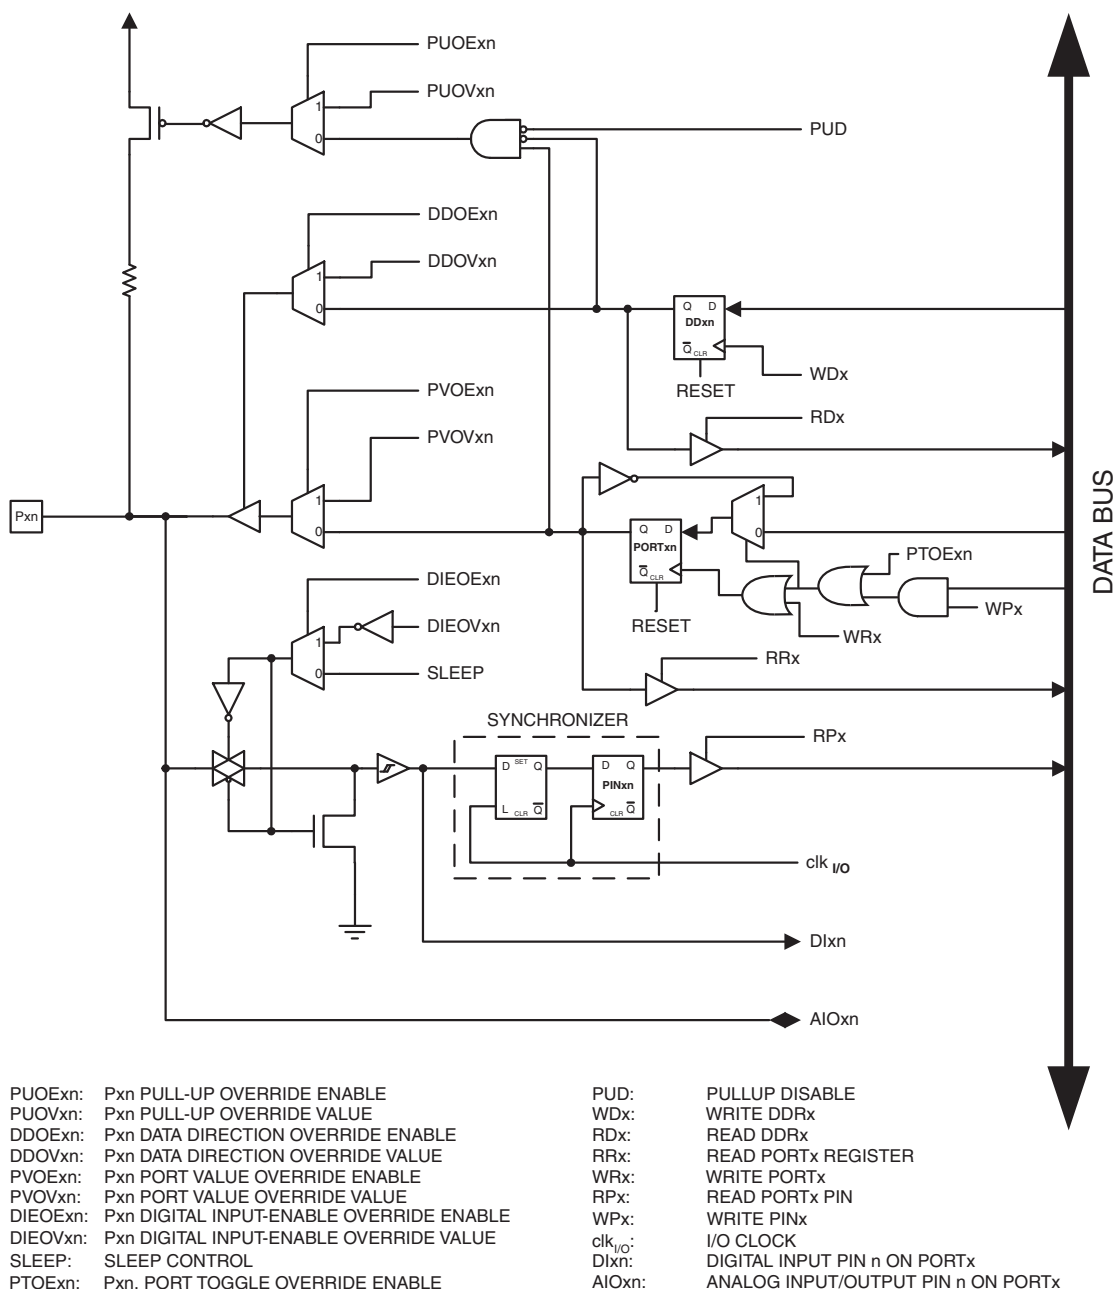 PUOExn
PUOVxn
1
0
PUD
DDOExn
DDOVxn
1
0
Q D
DDxn
Q CLR
WDx
RESET
PVOExn
RDx
PVOVxn
DATA BUS
1
0
Pxn
1
0
Q D
PORTxn
Q CLR
PTOExn
DIEOExn
WPx
RESET
WRx
DIEOVxn
1
0
SLEEP
RRx
SYNCHRONIZER
RPx
D SET Q
L CLR Q
D Q
PINxn
CLR Q
clk I/O
DIxn
AIOxn
PUOExn: Pxn PULL-UP OVERRIDE ENABLE
PUOVxn: Pxn PULL-UP OVERRIDE VALUE
DDOExn: Pxn DATA DIRECTION OVERRIDE ENABLE
DDOVxn: Pxn DATA DIRECTION OVERRIDE VALUE
PVOExn: Pxn PORT VALUE OVERRIDE ENABLE
PVOVxn: Pxn PORT VALUE OVERRIDE VALUE
DIEOExn: Pxn DIGITAL INPUT-ENABLE OVERRIDE ENABLE
DIEOVxn: Pxn DIGITAL INPUT-ENABLE OVERRIDE VALUE
SLEEP: SLEEP CONTROL
PTOExn: Pxn, PORT TOGGLE OVERRIDE ENABLE
PUD: PULLUP DISABLE
WDx: WRITE DDRx
RDx: READ DDRx
RRx: READ PORTx REGISTER
WRx: WRITE PORTx
RPx: READ PORTx PIN
WPx: WRITE PINx
clk I/O: I/O CLOCK
DIxn: DIGITAL INPUT PIN n ON PORTx
AIOxn: ANALOG INPUT/OUTPUT PIN n ON PORTx